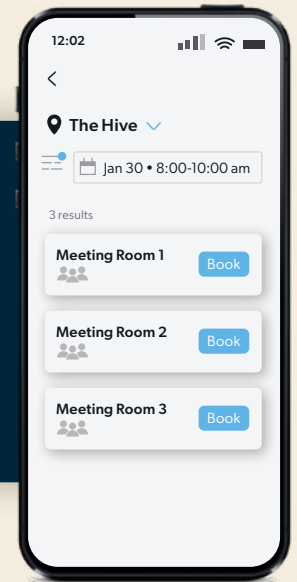 12:02
The Hive
Jan 30 • 8:00-10:00 am
3 results
Meeting Room 1
Book
Meeting Room 2
Book
Meeting Room 3
Book